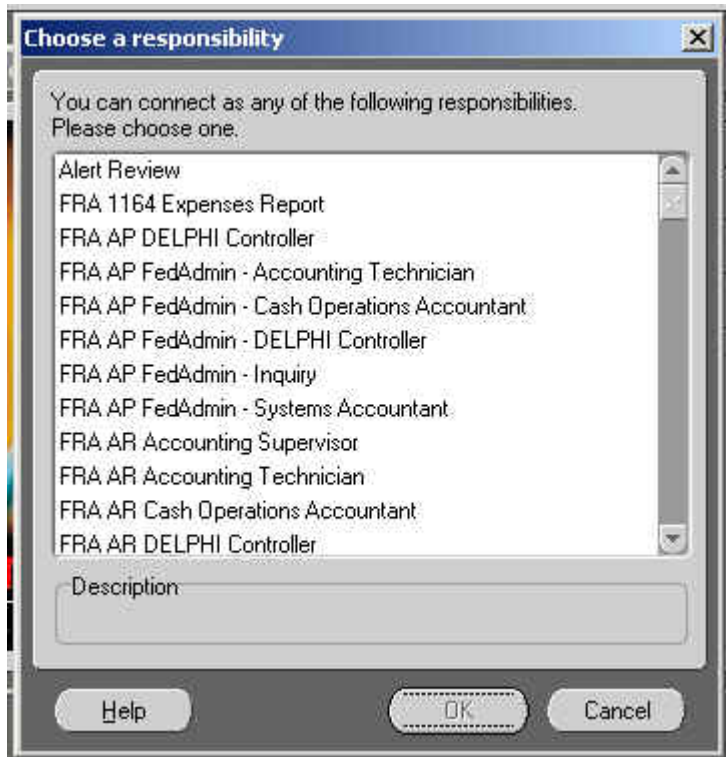 Choose a responsibility
You can connect as any of the following responsibilities.
Please choose one.
Alert Review
FRA 1164 Expenses Report
FRA AP DELPHI Controller
FRA AP FedAdmin - Accounting Technician
FRA AP FedAdmin - Cash Operations Accountant
FRA AP FedAdmin - DELPHI Controller
FRA AP FedAdmin - Inquiry
FRA AP FedAdmin - Systems Accountant
FRA AR Accounting Supervisor
FRA AR Accounting Technician
FRA AR Cash Operations Accountant
FRA AR DELPHI Controller
Description
Help OK Cancel